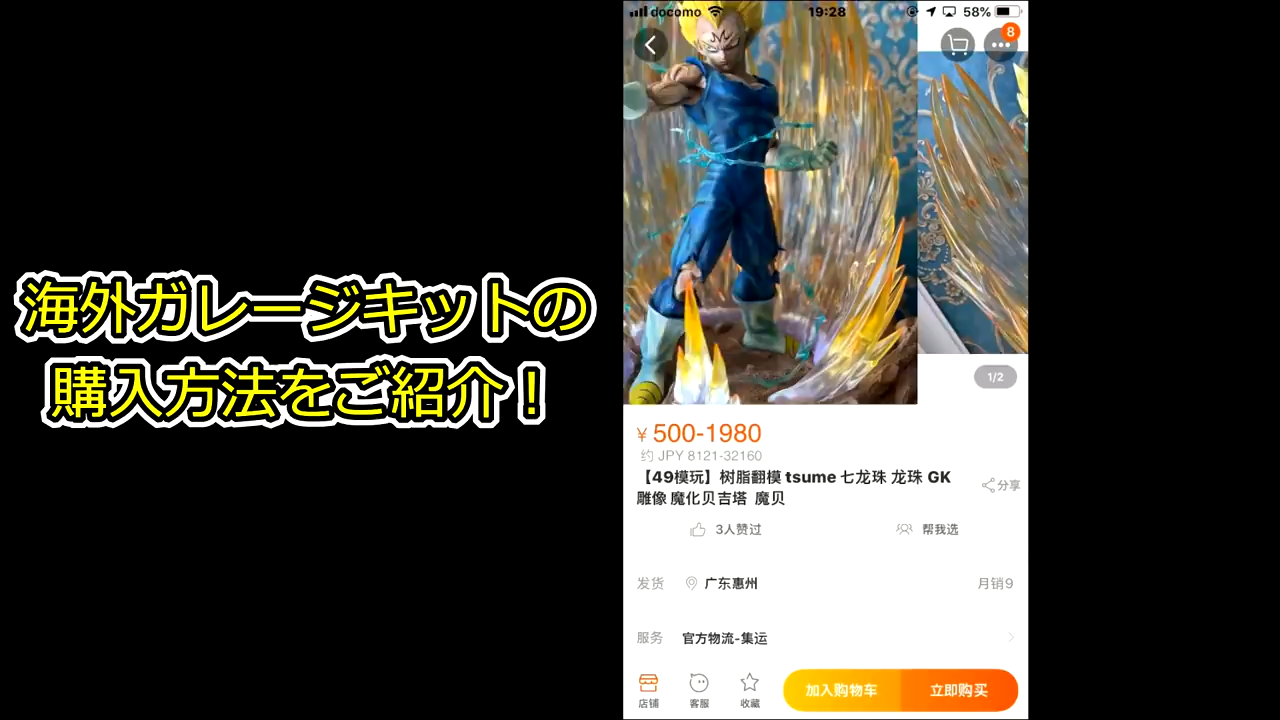 海外ガレージキットの
購入方法をご紹介！
docomo
19:28
58%
8
1/2
¥ 500-1980
约 JPY 8121-32160
【49模玩】树脂翻模 tsume 七龙珠 龙珠 GK
雕像 魔化贝吉塔 魔贝
分享
3人赞过
帮我选
发货 广东惠州 月销9
服务 官方物流-集运
店铺 客服 收藏 加入购物车 立即购买